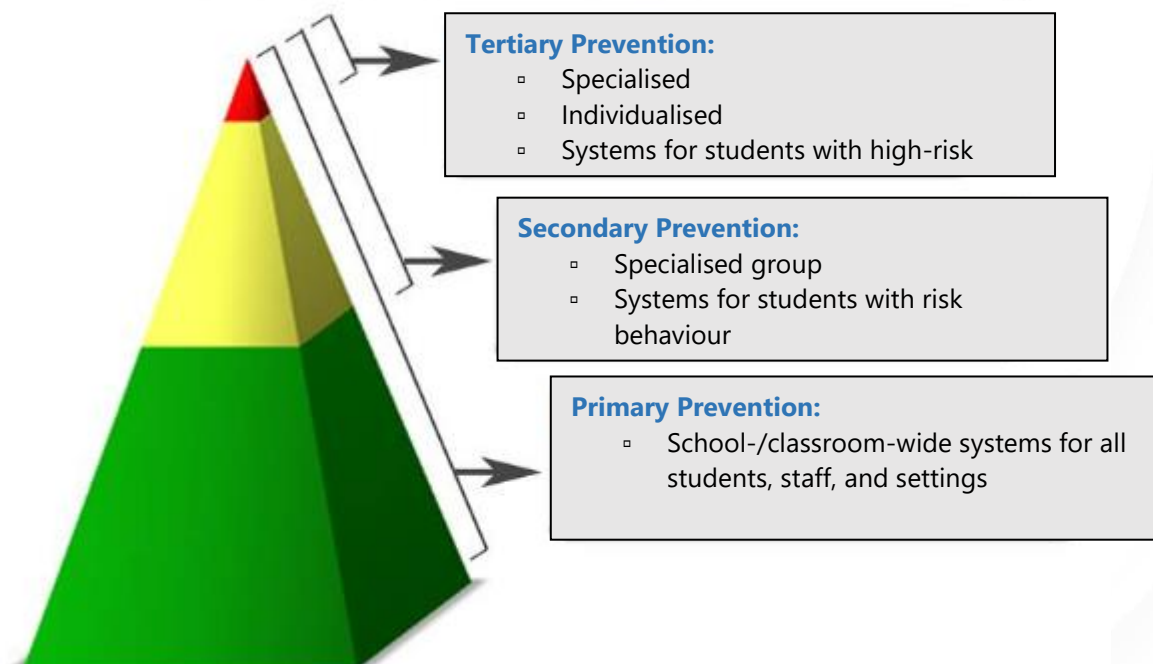 Tertiary Prevention:
▫ Specialised
▫ Individualised
▫ Systems for students with high-risk
Secondary Prevention:
▫ Specialised group
▫ Systems for students with risk
behaviour
Primary Prevention:
▫ School-/classroom-wide systems for all
students, staff, and settings